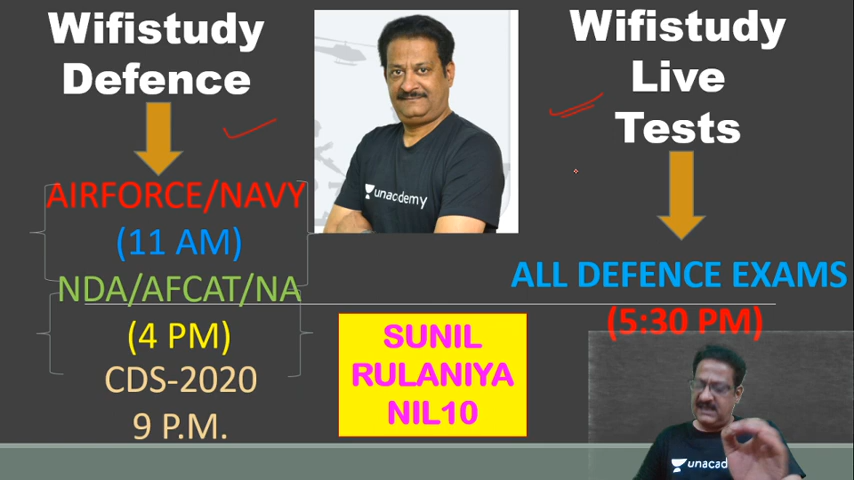 Wifistudy
Defence
AIRFORCE/NAVY
(11 AM)
NDA/AFCAT/NA
(4 PM)
CDS-2020
9 P.M.
unacademy
SUNIL
RULANIYA
NIL10
Wifistudy
Live
Tests
ALL DEFENCE EXAMS
(5:30 PM)
unacad